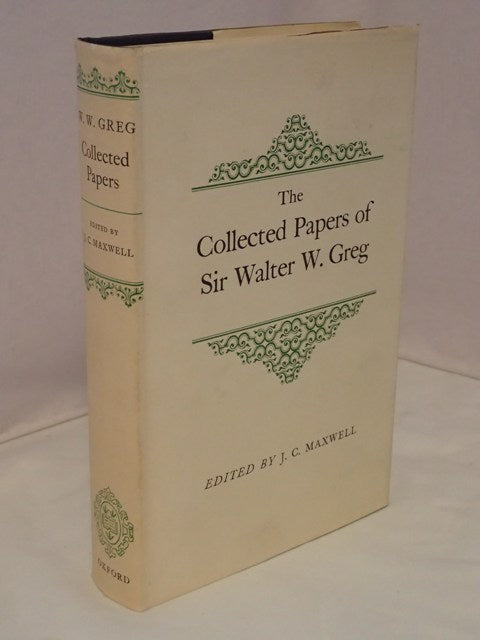 W. W. GREG
Collected
Papers
EDITED BY
J. C. MAXWELL
OXFORD
The
Collected Papers of
Sir Walter W. Greg
EDITED BY J. C. MAXWELL